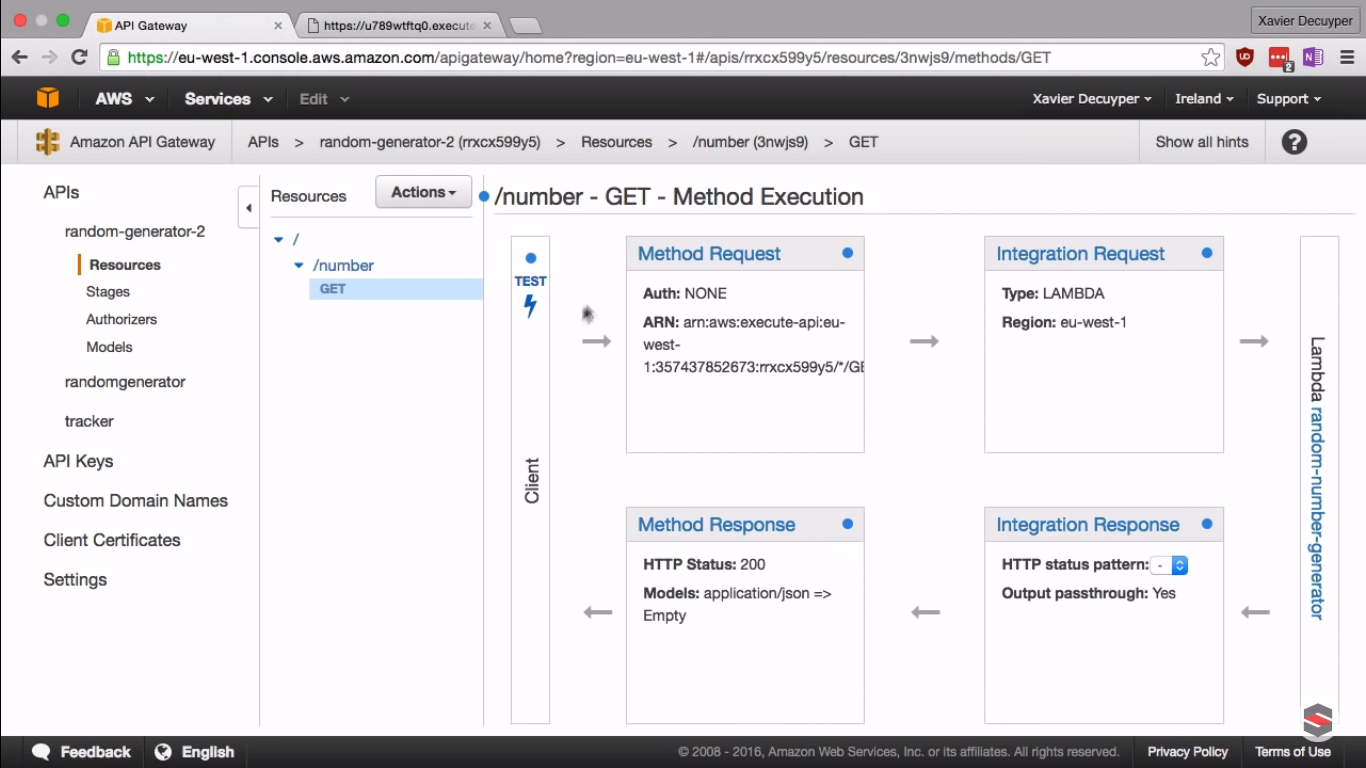 API Gateway
https://u789wtftq0.execute
Xavier Decuyper
https://eu-west-1.console.aws.amazon.com/apigateway/home?region=eu-west-1#/apis/rrxcx599y5/resources/3nwjs9/methods/GET
2
AWS Services Edit Xavier Decuyper Ireland Support
Amazon API Gateway APIs > random-generator-2 (rrxcx599y5) > Resources > /number (3nwjs9) > GET Show all hints ?
APIs
random-generator-2
Resources
Stages
Authorizers
Models
randomgenerator
tracker
API Keys
Custom Domain Names
Client Certificates
Settings
Resources Actions
/
/number
GET
/number - GET - Method Execution
TEST
Client
Method Request
Auth: NONE
ARN: arn:aws:execute-api:eu-
west-
1:357437852673:rrxcx599y5/*/GE
Integration Request
Type: LAMBDA
Region: eu-west-1
Lambda random-number-generator
Method Response
HTTP Status: 200
Models: application/json =>
Empty
Integration Response
HTTP status pattern: -
Output passthrough: Yes
Feedback English © 2008 - 2016, Amazon Web Services, Inc. or its affiliates. All rights reserved. Privacy Policy Terms of Use